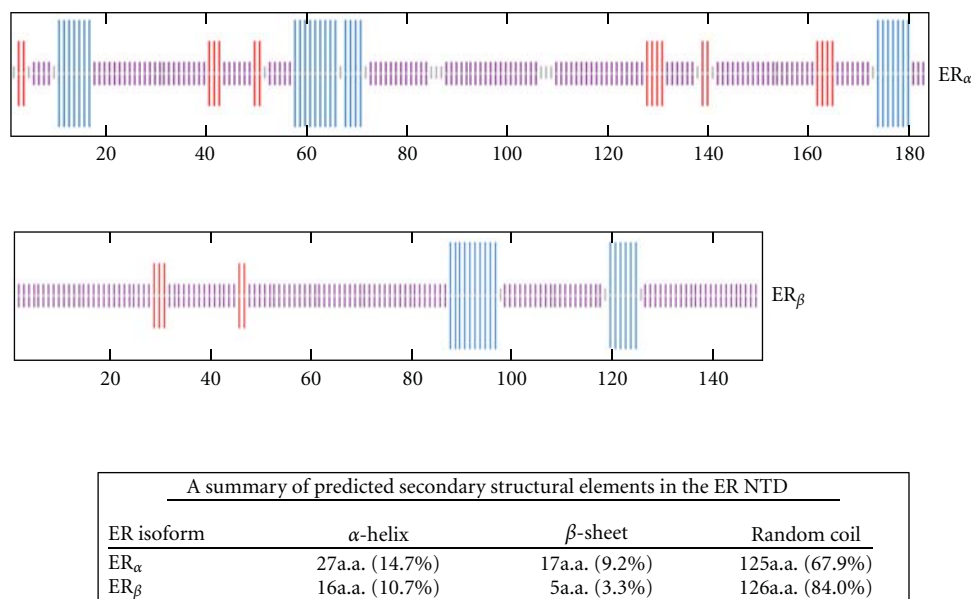 ERα
20 40 60 80 100 120 140 160 180
ERβ
20 40 60 80 100 120 140
A summary of predicted secondary structural elements in the ER NTD
ER isoform α-helix β-sheet Random coil
ERα 27a.a. (14.7%) 17a.a. (9.2%) 125a.a. (67.9%)
ERβ 16a.a. (10.7%) 5a.a. (3.3%) 126a.a. (84.0%)